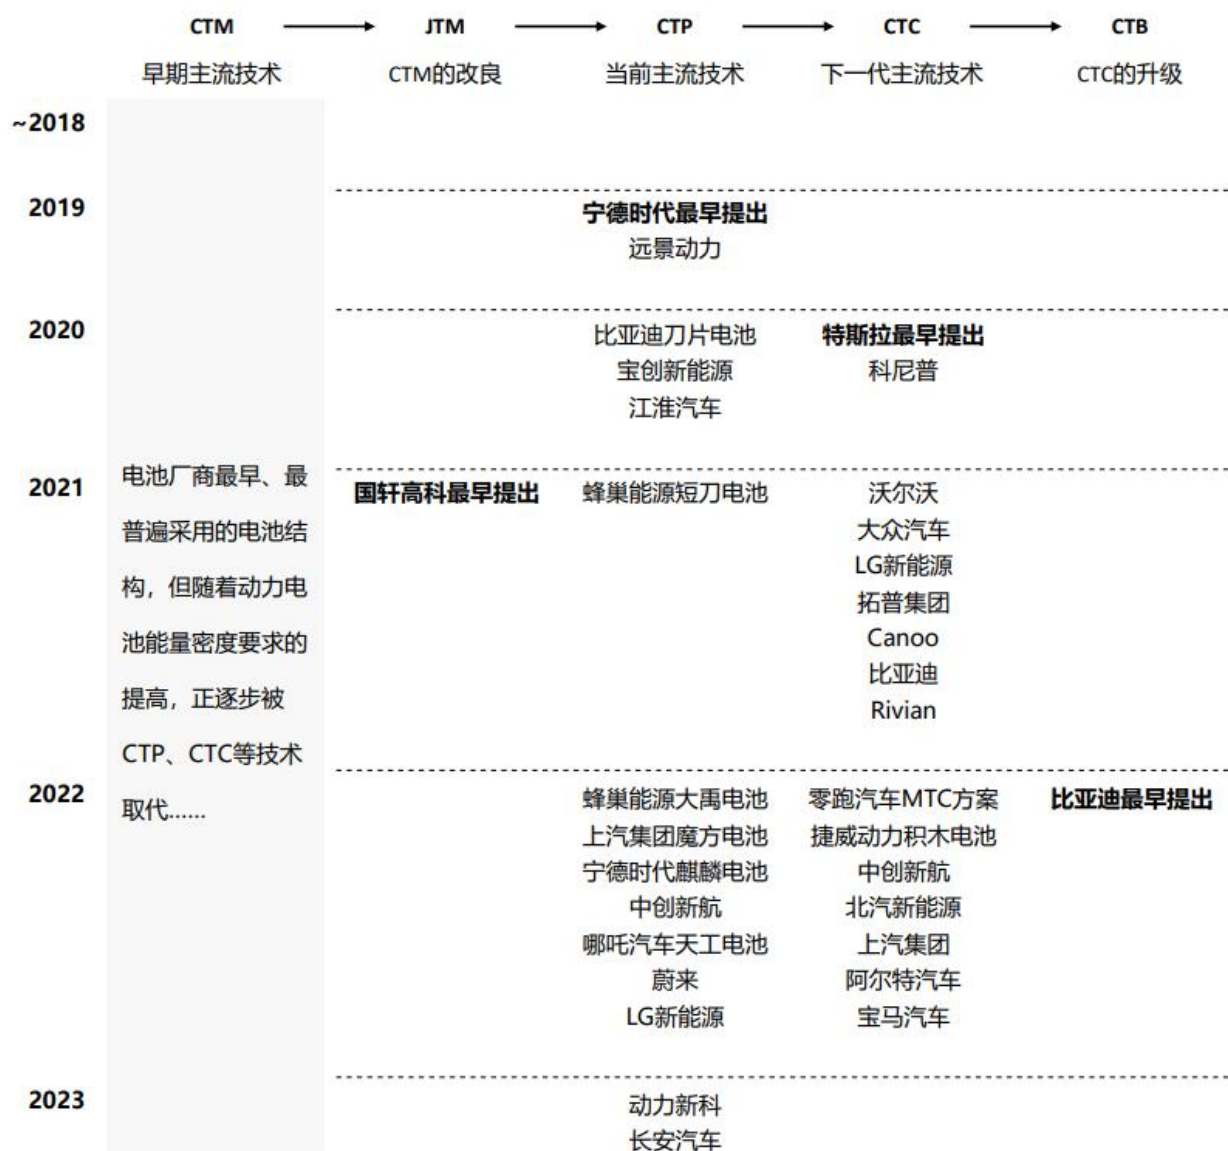 CTM JTM CTP CTC CTB
早期主流技术 CTM的改良 当前主流技术 下一代主流技术 CTC的升级
~2018
2019
宁德时代最早提出
远景动力
2020
比亚迪刀片电池 特斯拉最早提出
宝创新能源 科尼普
江淮汽车
电池厂商最早、最
普遍采用的电池结
构，但随着动力电
池能量密度要求的
提高，正逐步被
CTP、CTC等技术
取代......
2021
国轩高科最早提出 蜂巢能源短刀电池 沃尔沃
大众汽车
LG新能源
拓普集团
Canoo
比亚迪
Rivian
2022
蜂巢能源大禹电池 零跑汽车MTC方案 比亚迪最早提出
上汽集团魔方电池 捷威动力积木电池
宁德时代麒麟电池 中创新航
中创新航 北汽新能源
哪吒汽车天工电池 上汽集团
蔚来 阿尔特汽车
LG新能源 宝马汽车
2023
动力新科
长安汽车